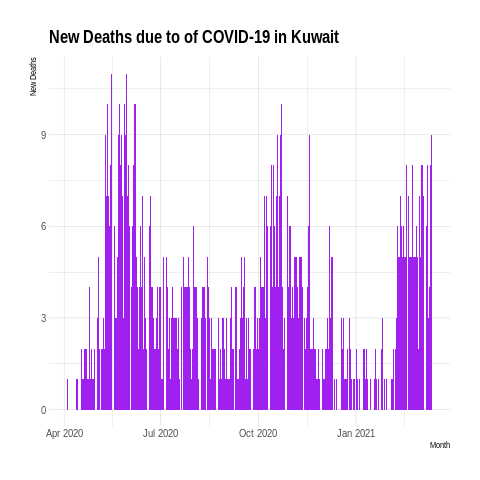 New Deaths due to of COVID-19 in Kuwait
New Deaths
9
6
3
0
Apr 2020 Jul 2020 Oct 2020 Jan 2021
Month